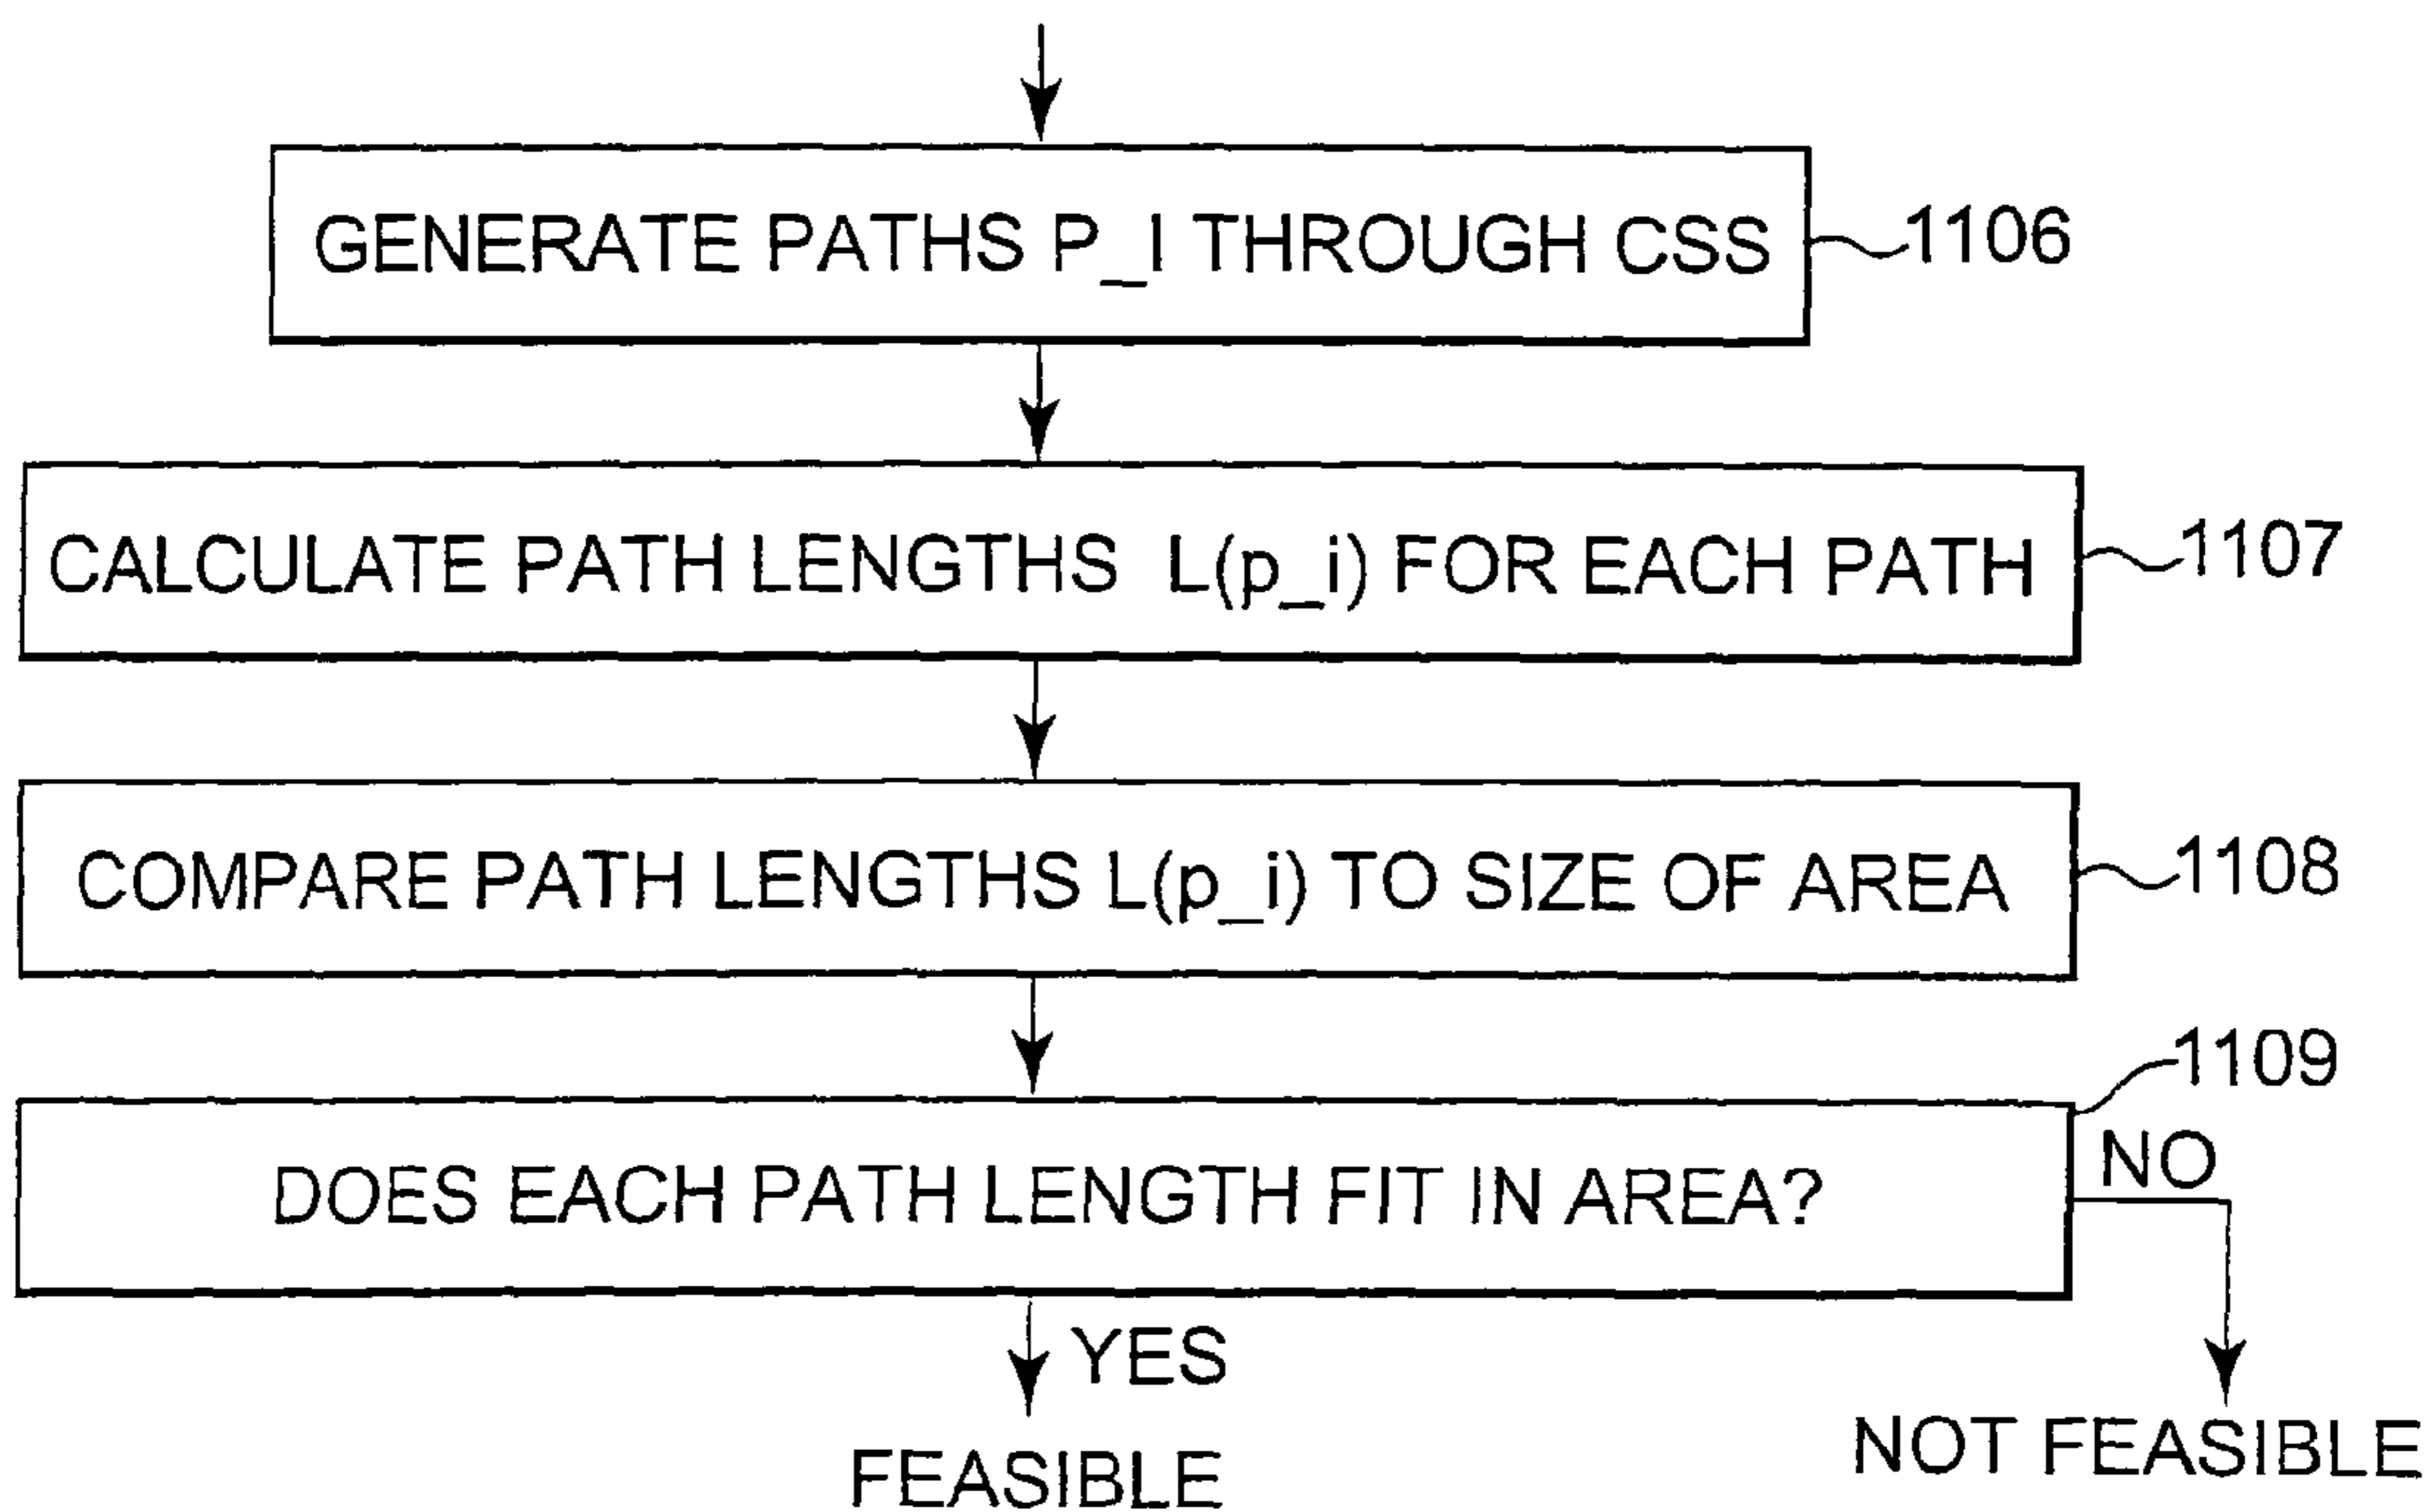 GENERATE PATHS P_I THROUGH CSS
1106
CALCULATE PATH LENGTHS L(p_i) FOR EACH PATH
1107
COMPARE PATH LENGTHS L(p_i) TO SIZE OF AREA
1108
1109
DOES EACH PATH LENGTH FIT IN AREA?
NO
YES
FEASIBLE
NOT FEASIBLE